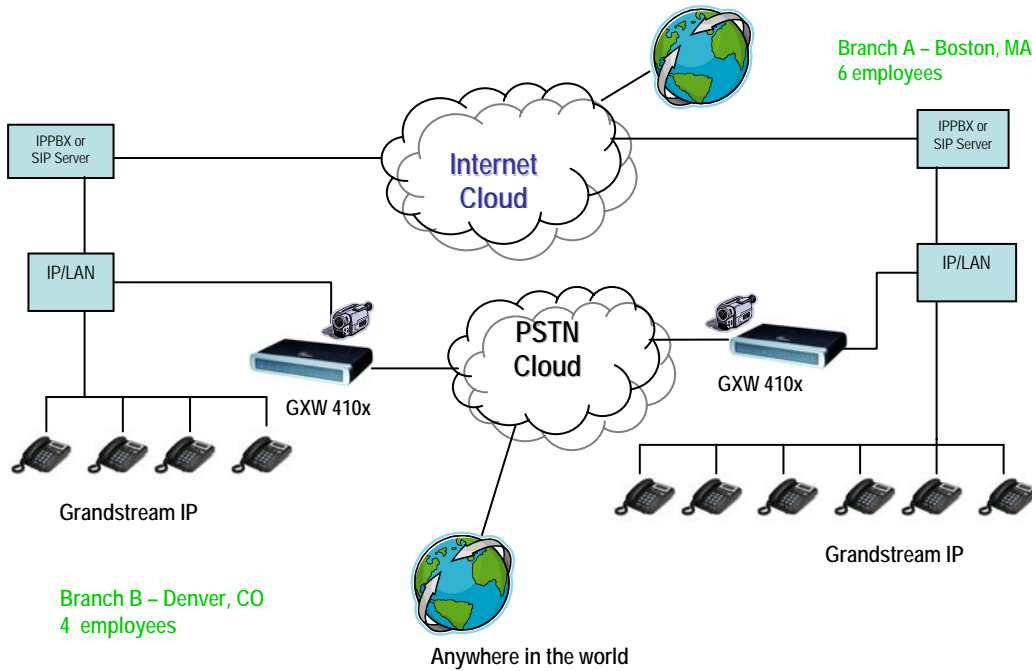 Branch A – Boston, MA
6 employees
IPPBX or
SIP Server
IPPBX or
SIP Server
Internet
Cloud
IP/LAN
IP/LAN
PSTN
Cloud
GXW 410x
GXW 410x
Grandstream IP
Grandstream IP
Branch B – Denver, CO
4 employees
Anywhere in the world